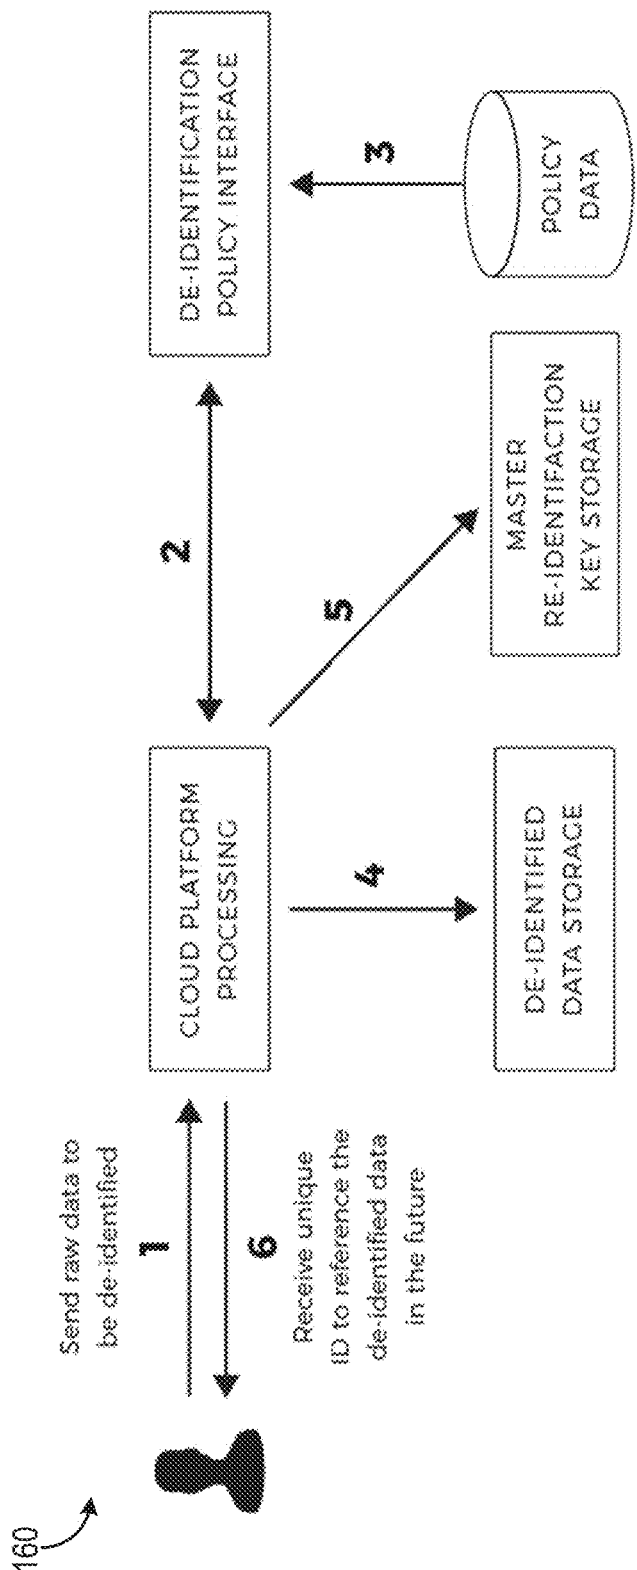 160
Send raw data to
be de-identified
1
6
Receive unique
ID to reference the
de-identified data
in the future
CLOUD PLATFORM
PROCESSING
2
DE-IDENTIFICATION
POLICY INTERFACE
3
POLICY
DATA
4
DE-IDENTIFIED
DATA STORAGE
5
MASTER
RE-IDENTIFACTION
KEY STORAGE